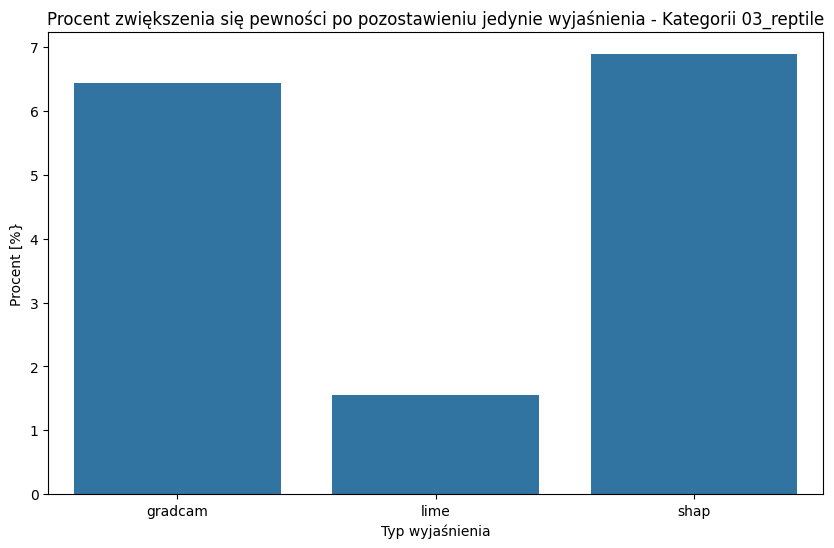 Procent zwiększenia się pewności po pozostawieniu jedynie wyjaśnienia - Kategorii 03_reptile
7
6
5
4
3
2
1
0
Procent [%}
gradcam
lime
shap
Typ wyjaśnienia